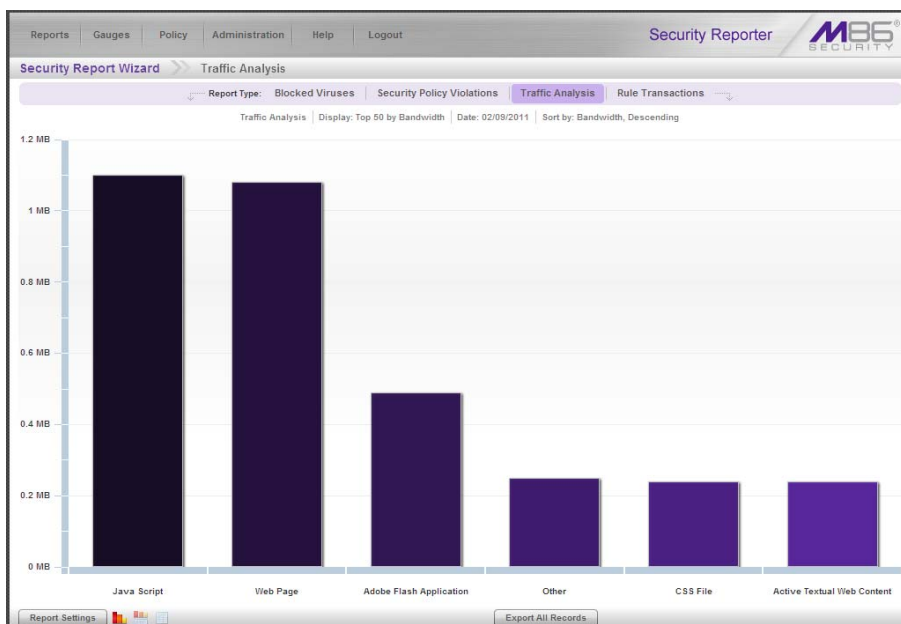 Reports Gauges Policy Administration Help Logout Security Reporter M86® SECURITY
Security Report Wizard Traffic Analysis
Report Type: Blocked Viruses Security Policy Violations Traffic Analysis Rule Transactions
Traffic Analysis Display: Top 50 by Bandwidth Date: 02/09/2011 Sort by: Bandwidth, Descending
1.2 MB
1 MB
0.8 MB
0.6 MB
0.4 MB
0.2 MB
0 MB
Java Script Web Page Adobe Flash Application Other CSS File Active Textual Web Content
Report Settings Export All Records